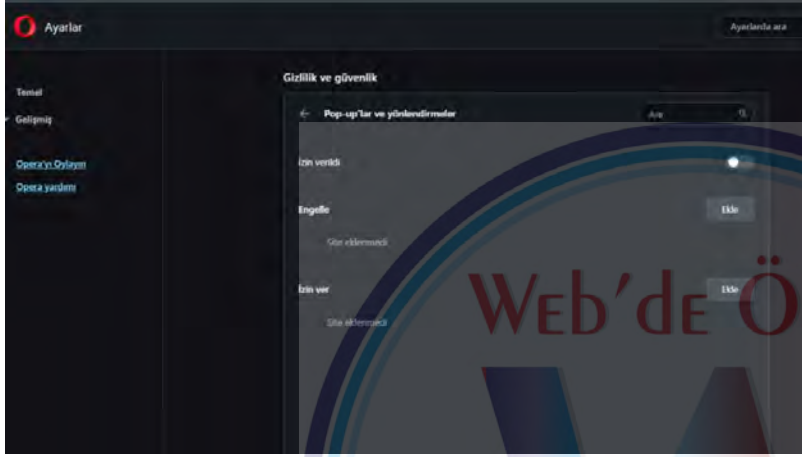 Ayarlar
Ayarlarda ara
Gizlilik ve güvenlik
Temel
Pop-up'lar ve yönlendirmeler
Ara
Gelişmiş
İzin verildi
Opera'yı Oylayın
Opera yardımı
Engelle
Ekle
Site eklenmedi
İzin ver
Ekle
Site eklenmedi
Web'de Ö